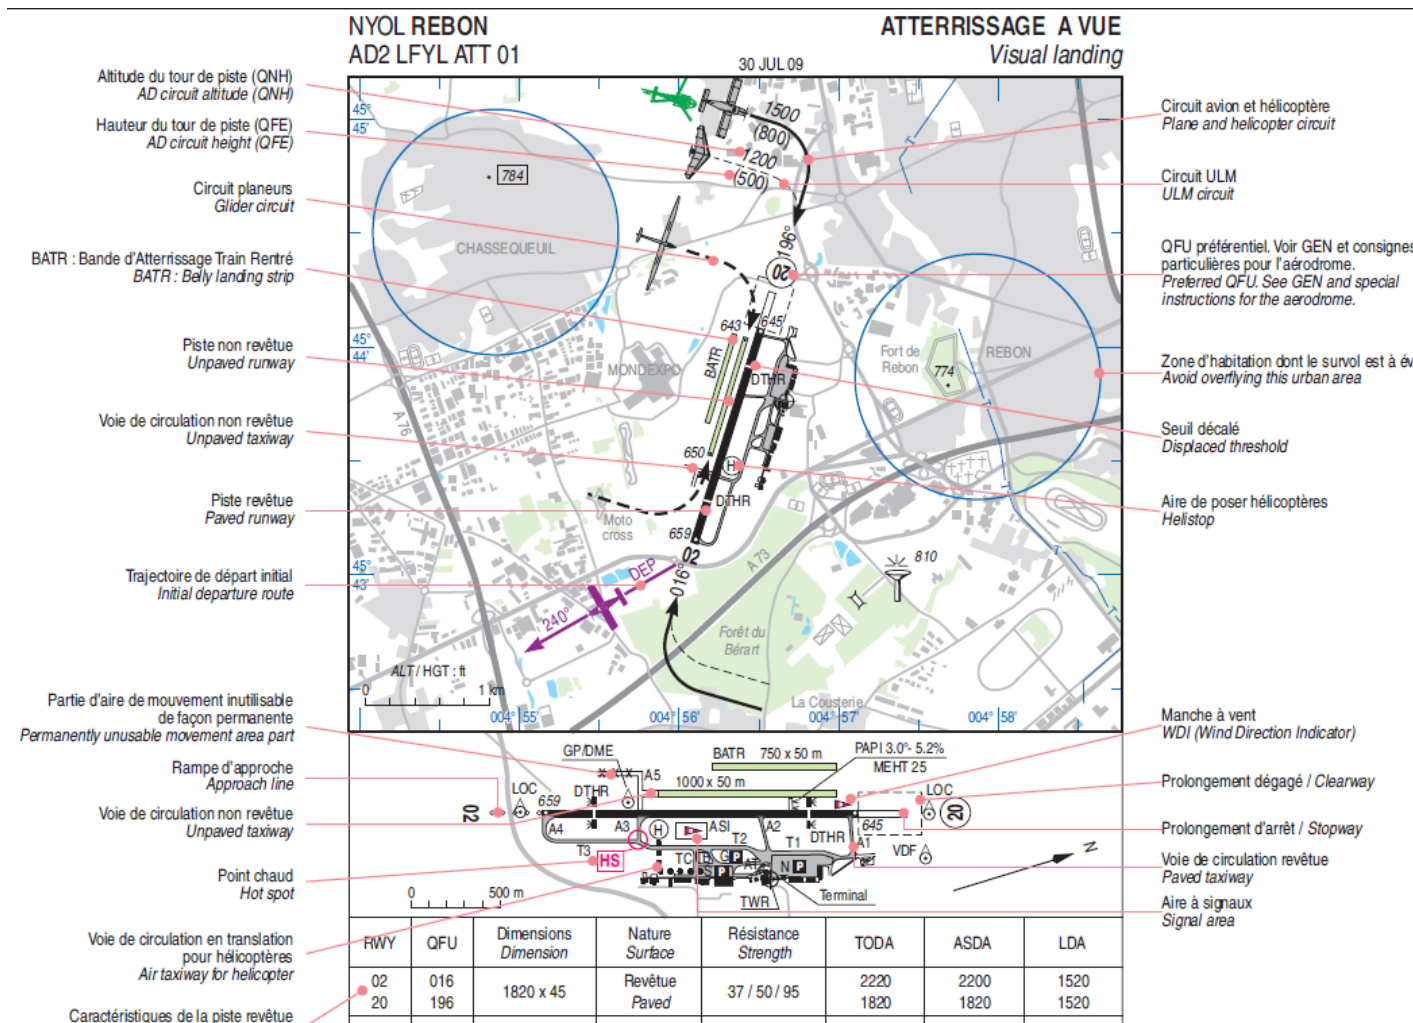 NYOL REBON
AD2 LFYL ATT 01
ATTERRISSAGE A VUE
Visual landing
30 JUL 09
Altitude du tour de piste (QNH)
AD circuit altitude (QNH)
Hauteur du tour de piste (QFE)
AD circuit height (QFE)
Circuit planeurs
Glider circuit
BATR : Bande d'Atterrissage Train Rentré
BATR : Belly landing strip
Piste non revêtue
Unpaved runway
Voie de circulation non revêtue
Unpaved taxiway
Piste revêtue
Paved runway
Trajectoire de départ initial
Initial departure route
Partie d'aire de mouvement inutilisable
de façon permanente
Permanently unusable movement area part
Rampe d'approche
Approach line
Voie de circulation non revêtue
Unpaved taxiway
Point chaud
Hot spot
Voie de circulation en translation
pour hélicoptères
Air taxiway for helicopter
Caractéristiques de la piste revêtue
45°
45'
1500
(800)
1200
(500)
784
CHASSEQUEUIL
196°
20
643
645
45°
44'
BATR
MONDEXPO
DTHR
Fort de
Rebon
774
REBON
A 76
650
H
DTHR
Moto
cross
659
02
A 73
810
45°
43'
DEP
016°
240°
Forêt du
Bérart
ALT / HGT : ft
0
1 km
La Cousterie
T
T
T
004° 55'
004° 56'
004° 57'
004° 58'
Circuit avion et hélicoptère
Plane and helicopter circuit
Circuit ULM
ULM circuit
QFU préférentiel. Voir GEN et consignes
particulières pour l'aérodrome.
Preferred QFU. See GEN and special
instructions for the aerodrome.
Zone d'habitation dont le survol est à év
Avoid overflying this urban area
Seuil décalé
Displaced threshold
Aire de poser hélicoptères
Helistop
Manche à vent
WDI (Wind Direction Indicator)
Prolongement dégagé / Clearway
Prolongement d'arrêt / Stopway
Voie de circulation revêtue
Paved taxiway
Aire à signaux
Signal area
GP/DME
BATR 750 x 50 m
PAPI 3.0°- 5.2%
MEHT 25
A5
1000 x 50 m
LOC
659
DTHR
LOC
02
20
A4
A3
H
ASI
A2
T2
T1
DTHR
645
A1
VDF
T3
HS
TC
TB
G
P
S
P
AT
N
P
N
0
500 m
TWR
Terminal
RWY
QFU
Dimensions
Dimension
Nature
Surface
Résistance
Strength
TODA
ASDA
LDA
02
20
016
196
1820 x 45
Revêtue
Paved
37 / 50 / 95
2220
1820
2200
1820
1520
1520